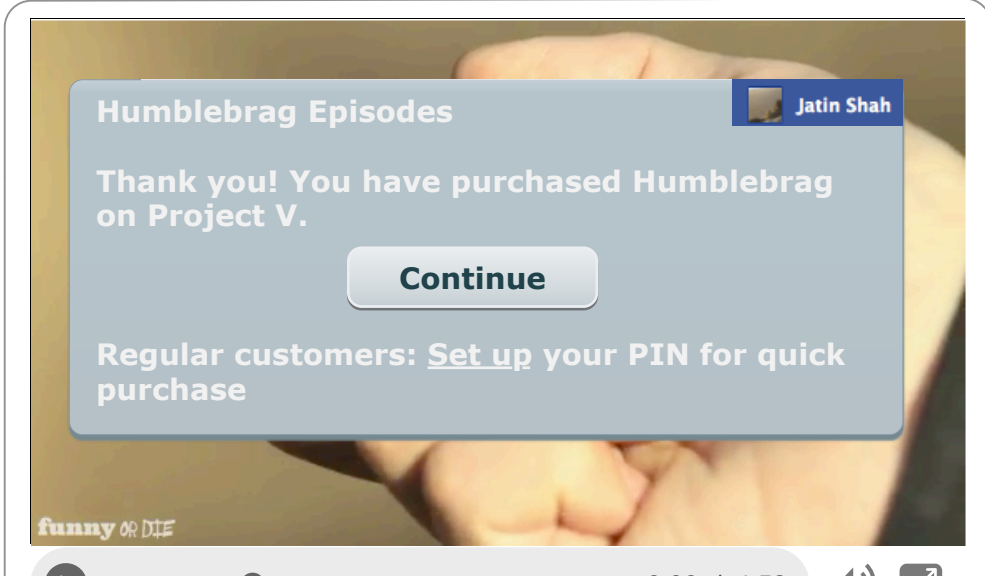 Humblebrag Episodes
Jatin Shah
Thank you! You have purchased Humblebrag
on Project V.
Continue
Regular customers: Set up your PIN for quick
purchase
funny OR DIE